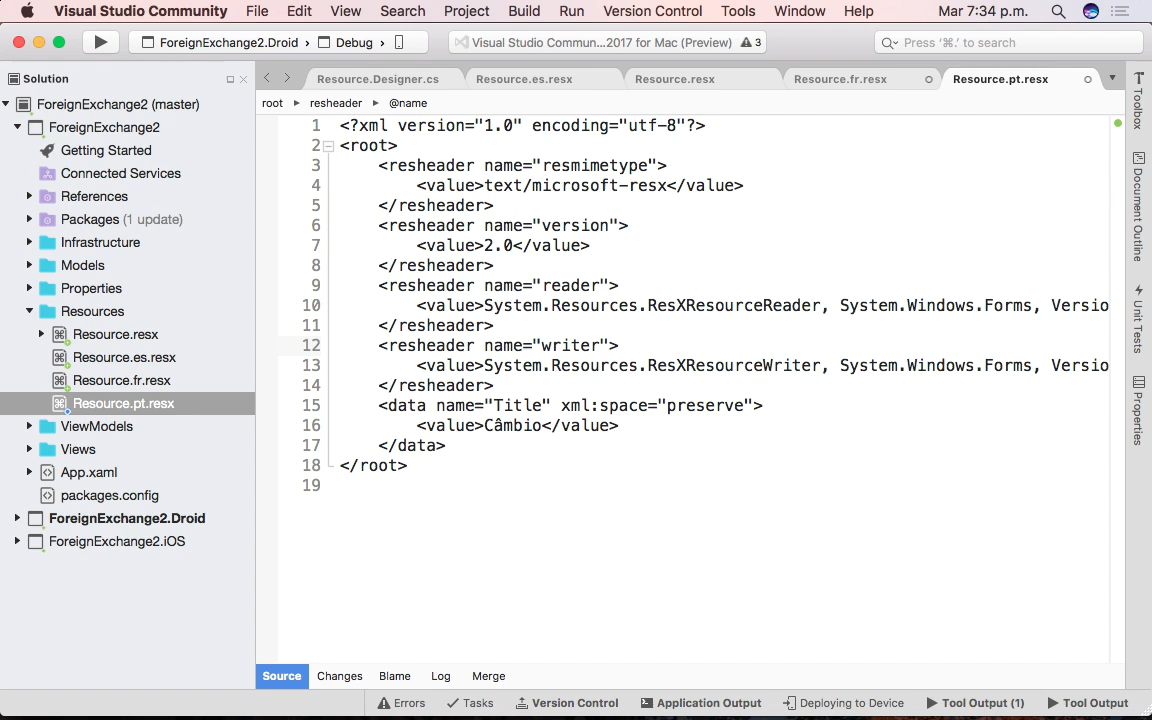 Visual Studio Community File Edit View Search Project Build Run Version Control Tools Window Help Mar 7:34 p.m.
ForeignExchange2.Droid › Debug › Visual Studio Commun...2017 for Mac (Preview) 3 Press ‘⌘.’ to search
Solution
Resource.Designer.cs Resource.es.resx Resource.resx Resource.fr.resx Resource.pt.resx
root resheader @name
ForeignExchange2 (master)
ForeignExchange2
Getting Started
Connected Services
References
Packages (1 update)
Infrastructure
Models
Properties
Resources
Resource.resx
Resource.es.resx
Resource.fr.resx
Resource.pt.resx
ViewModels
Views
App.xaml
packages.config
ForeignExchange2.Droid
ForeignExchange2.iOS
1 <?xml version="1.0" encoding="utf-8"?>
2 <root>
3 <resheader name="resmimetype">
4 <value>text/microsoft-resx</value>
5 </resheader>
6 <resheader name="version">
7 <value>2.0</value>
8 </resheader>
9 <resheader name="reader">
10 <value>System.Resources.ResXResourceReader, System.Windows.Forms, Versio
11 </resheader>
12 <resheader name="writer">
13 <value>System.Resources.ResXResourceWriter, System.Windows.Forms, Versio
14 </resheader>
15 <data name="Title" xml:space="preserve">
16 <value>Câmbio</value>
17 </data>
18 </root>
19
Toolbox
Document Outline
Unit Tests
Properties
Source Changes Blame Log Merge
Errors Tasks Version Control Application Output Deploying to Device Tool Output (1) Tool Output